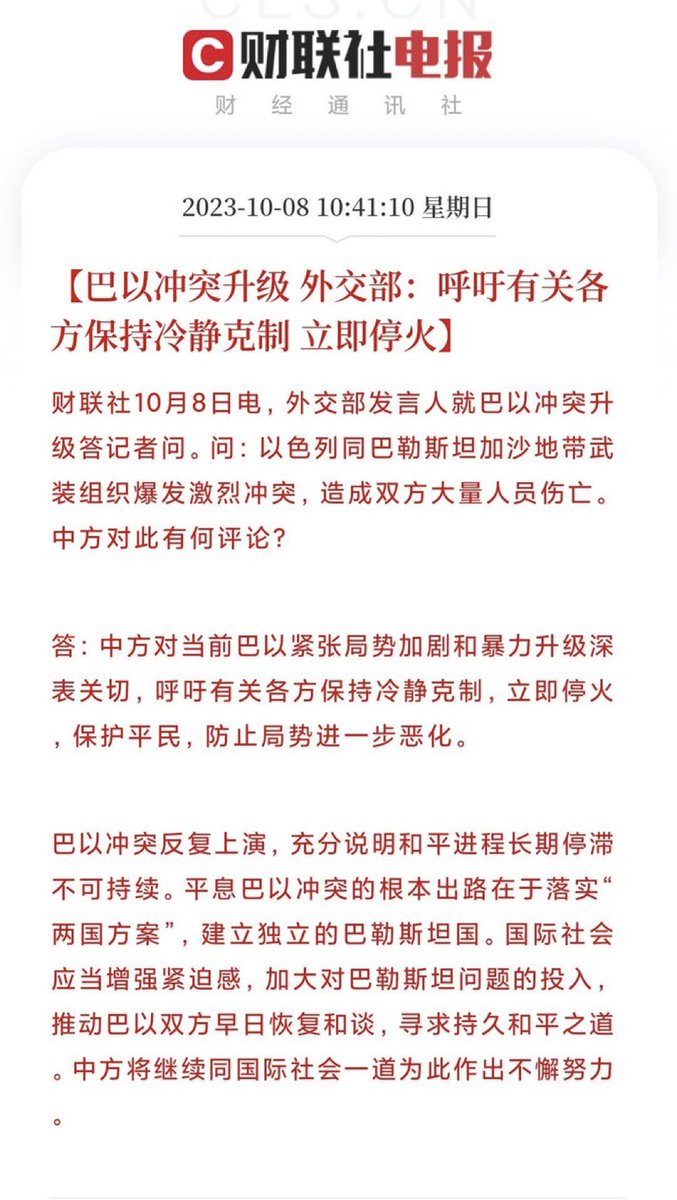 CLS.CN
C 财联社电报
财经通讯社
2023-10-08 10:41:10 星期日
【巴以冲突升级 外交部：呼吁有关各
方保持冷静克制 立即停火】
财联社10月8日电，外交部发言人就巴以冲突升
级答记者问。问：以色列同巴勒斯坦加沙地带武
装组织爆发激烈冲突，造成双方大量人员伤亡。
中方对此有何评论？
答：中方对当前巴以紧张局势加剧和暴力升级深
表关切，呼吁有关各方保持冷静克制，立即停火
，保护平民，防止局势进一步恶化。
巴以冲突反复上演，充分说明和平进程长期停滞
不可持续。平息巴以冲突的根本出路在于落实“
两国方案”，建立独立的巴勒斯坦国。国际社会
应当增强紧迫感，加大对巴勒斯坦问题的投入，
推动巴以双方早日恢复和谈，寻求持久和平之道
。中方将继续同国际社会一道为此作出不懈努力
。